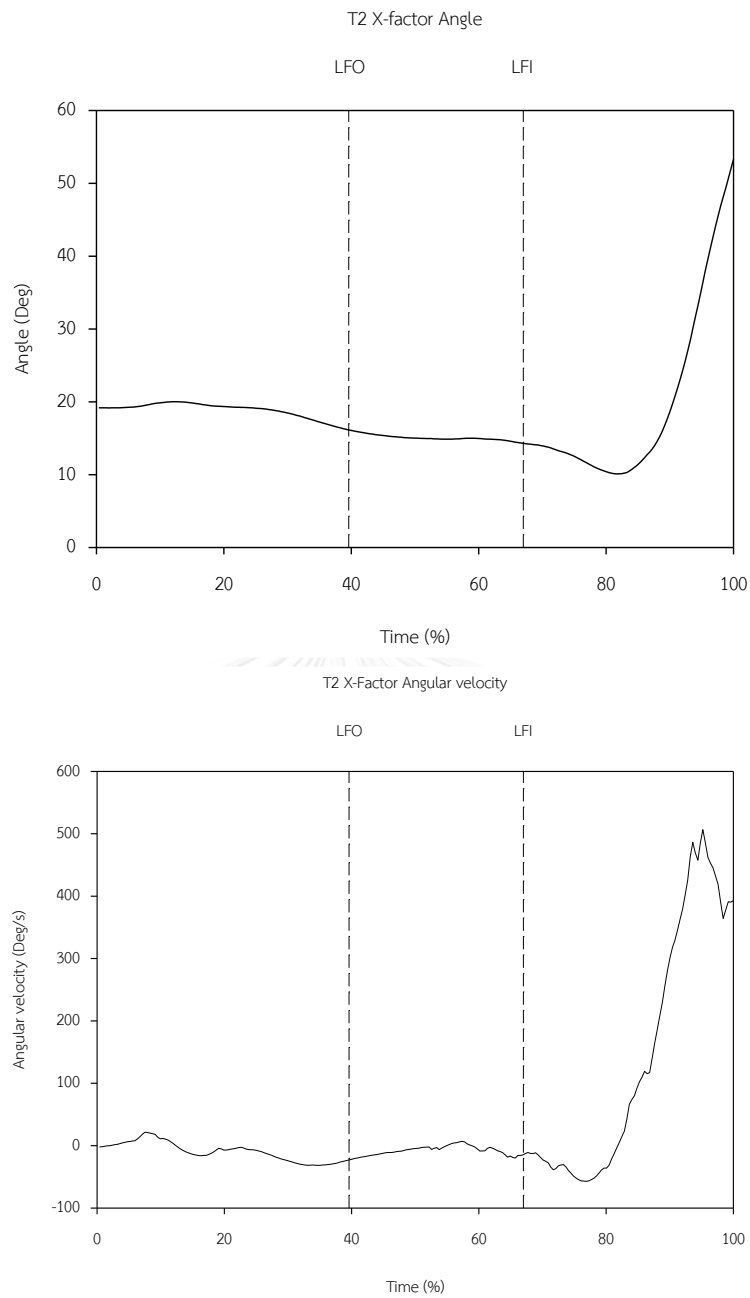 T2 X-factor Angle
LFO LFI
60
50
40
30
20
10
0
Angle (Deg)
0 20 40 60 80 100
Time (%)
T2 X-Factor Angular velocity
LFO LFI
600
500
400
300
200
100
0
-100
Angular velocity (Deg/s)
0 20 40 60 80 100
Time (%)